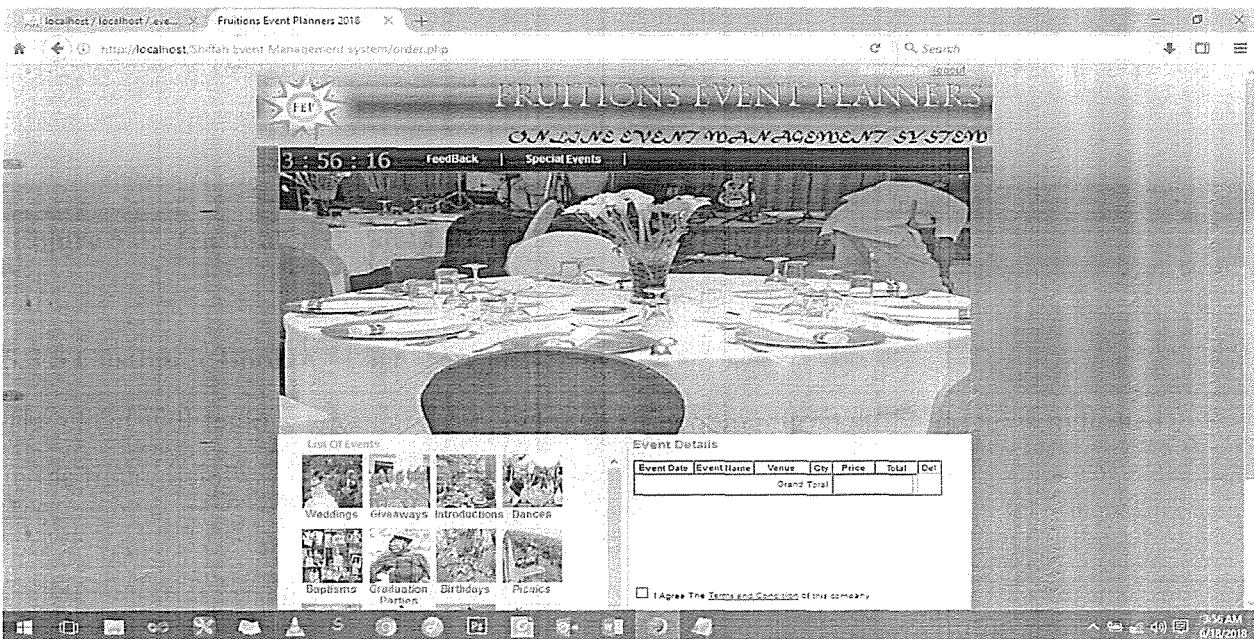 localhost / localhost / eve...
Fruitions Event Planners 2018
http://localhost/Shiffah Event Management system/order.php
Search
logout
FEP
FRUITIONS EVENT PLANNERS
ONLINE EVENT MANAGEMENT SYSTEM
3 : 56 : 16 FeedBack | Special Events |
List Of Events
Weddings Giveaways Introductions Dances
Baptisms Graduation Parties Birthdays Picnics
Event Details
Event Date Event Name Venue Qty Price Total Del
Grand Total
I Agree The Terms and Condition of this company
3:56 AM
6/18/2018